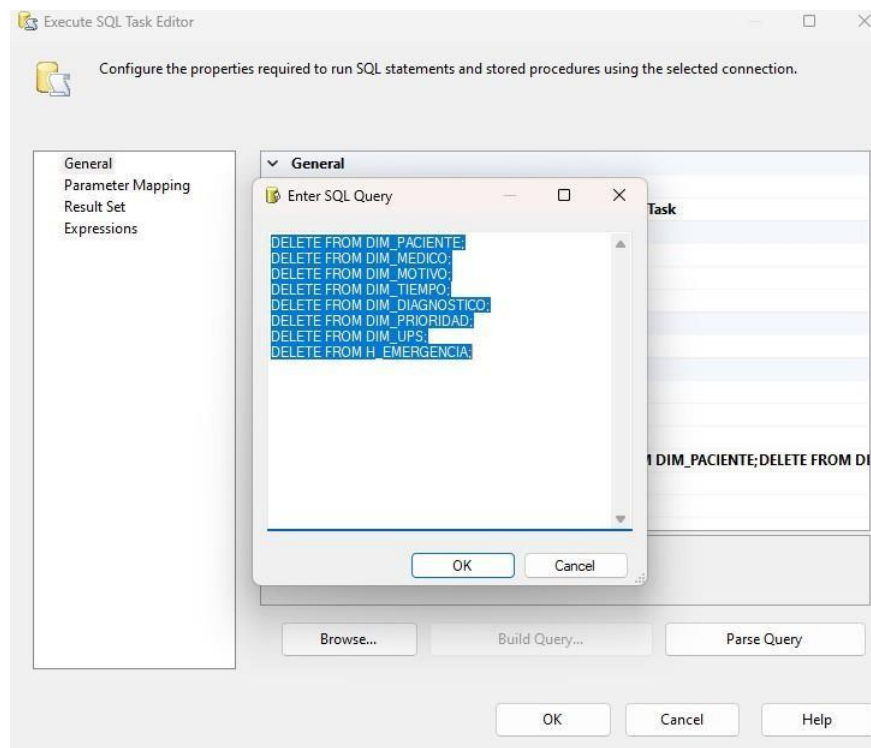 Execute SQL Task Editor
Configure the properties required to run SQL statements and stored procedures using the selected connection.
General
Parameter Mapping
Result Set
Expressions
General
Task
Enter SQL Query
DELETE FROM DIM_PACIENTE;
DELETE FROM DIM_MEDICO;
DELETE FROM DIM_MOTIVO;
DELETE FROM DIM_TIEMPO;
DELETE FROM DIM_DIAGNOSTICO;
DELETE FROM DIM_PRIORIDAD;
DELETE FROM DIM_UPS;
DELETE FROM H_EMERGENCIA;
DIM_PACIENTE;DELETE FROM DI
OK Cancel
Browse... Build Query... Parse Query
OK Cancel Help